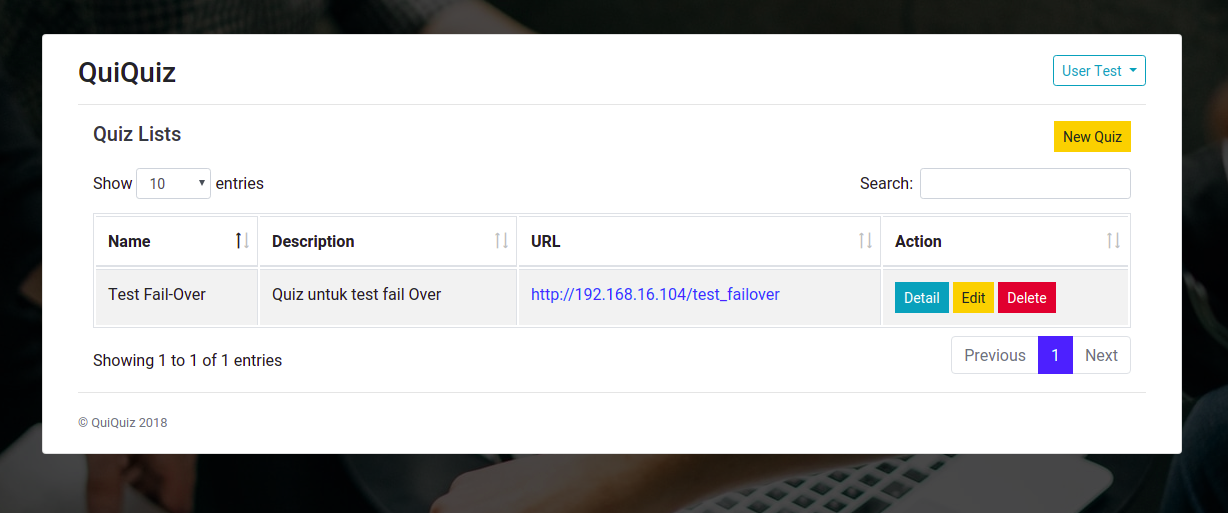 QuiQuiz User Test
Quiz Lists New Quiz
Show 10 entries Search:
Name Description URL Action
Test Fail-Over Quiz untuk test fail Over http://192.168.16.104/test_failover Detail Edit Delete
Showing 1 to 1 of 1 entries Previous 1 Next
© QuiQuiz 2018